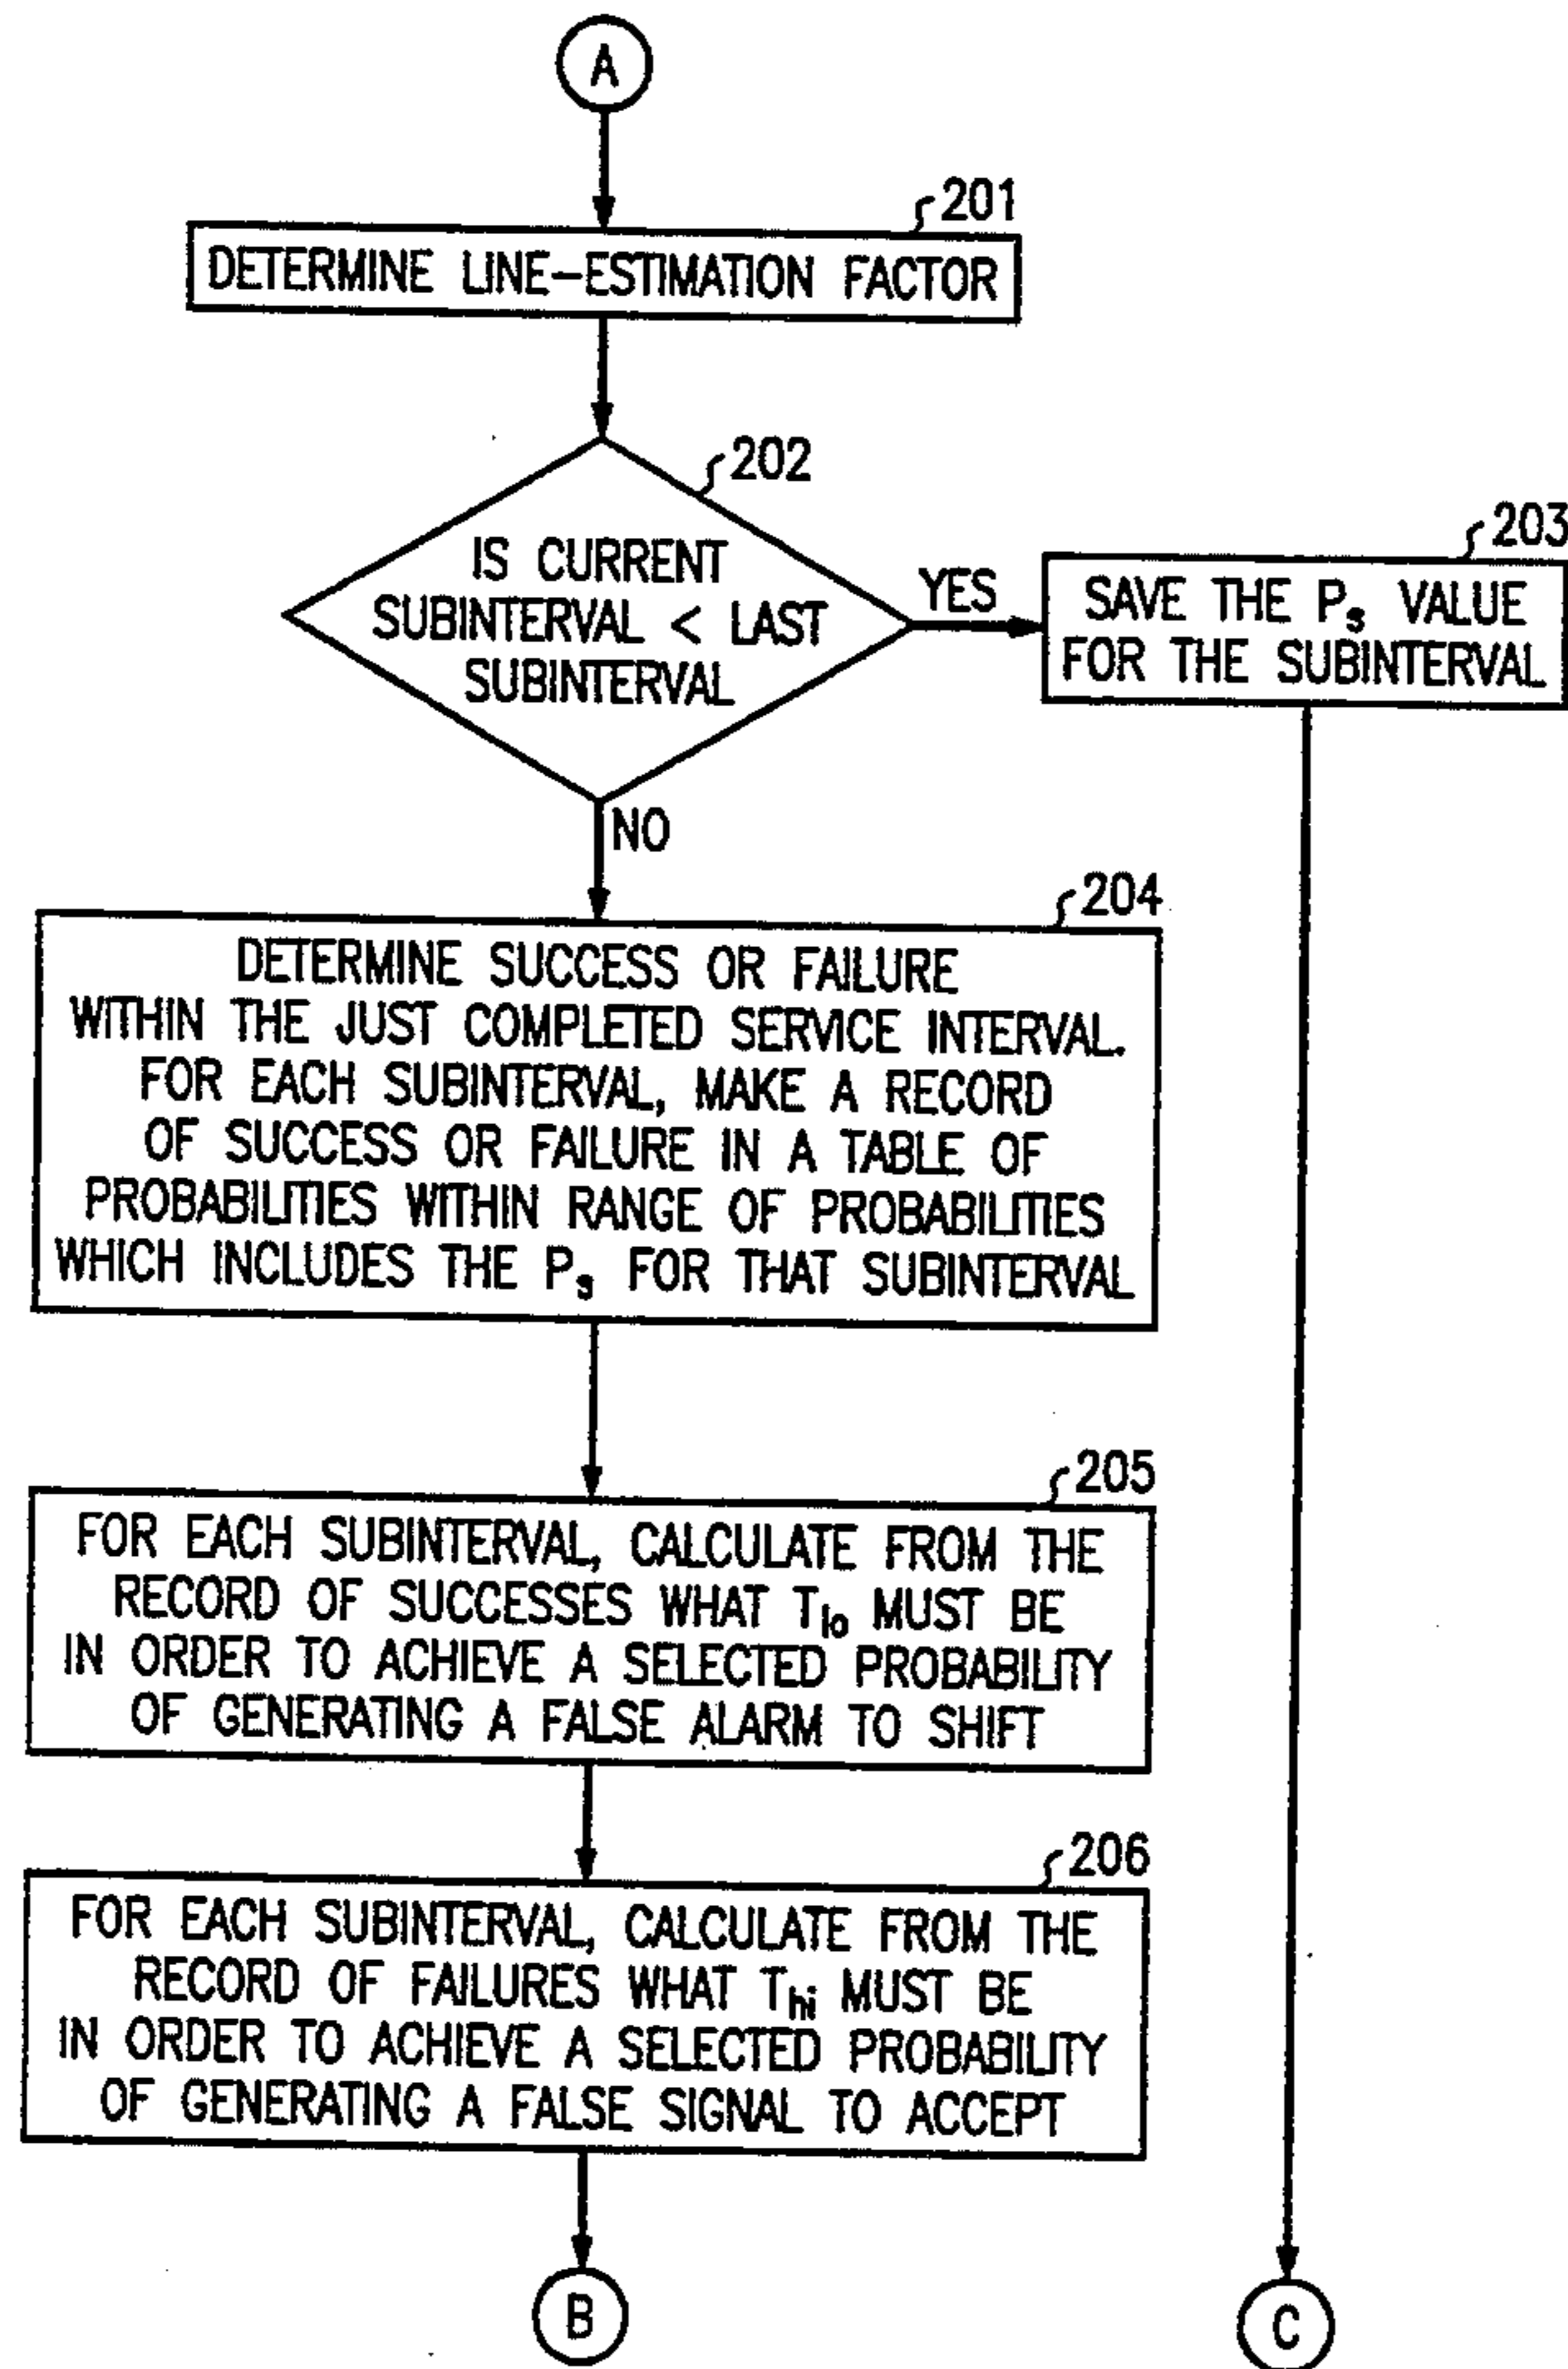 A
201
DETERMINE LINE-ESTIMATION FACTOR
202
IS CURRENT
SUBINTERVAL < LAST
SUBINTERVAL
YES
203
SAVE THE Ps VALUE
FOR THE SUBINTERVAL
NO
204
DETERMINE SUCCESS OR FAILURE
WITHIN THE JUST COMPLETED SERVICE INTERVAL.
FOR EACH SUBINTERVAL, MAKE A RECORD
OF SUCCESS OR FAILURE IN A TABLE OF
PROBABILITIES WITHIN RANGE OF PROBABILITIES
WHICH INCLUDES THE Ps FOR THAT SUBINTERVAL
205
FOR EACH SUBINTERVAL, CALCULATE FROM THE
RECORD OF SUCCESSES WHAT Tlo MUST BE
IN ORDER TO ACHIEVE A SELECTED PROBABILITY
OF GENERATING A FALSE ALARM TO SHIFT
206
FOR EACH SUBINTERVAL, CALCULATE FROM THE
RECORD OF FAILURES WHAT Thi MUST BE
IN ORDER TO ACHIEVE A SELECTED PROBABILITY
OF GENERATING A FALSE SIGNAL TO ACCEPT
B
C